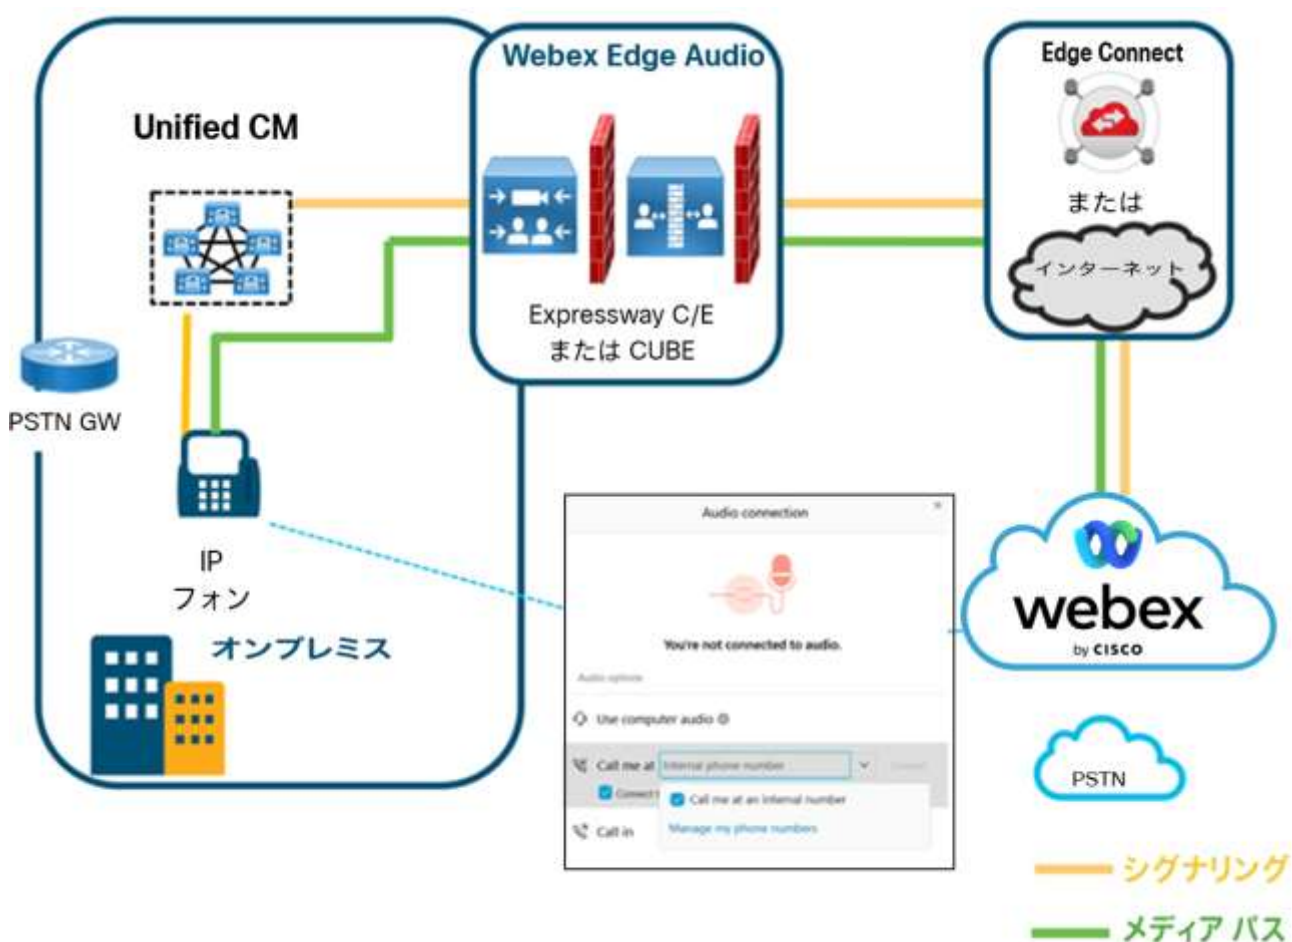 Webex Edge Audio
Edge Connect
Unified CM
または
インターネット
Expressway C/E
または CUBE
PSTN GW
IP
フォン
オンプレミス
Audio connection
You're not connected to audio.
Audio options
Use computer audio
Call me at Internal phone number
Connect
Call me at an internal number
Manage my phone numbers
Call in
webex
by CISCO
PSTN
シグナリング
メディア パス